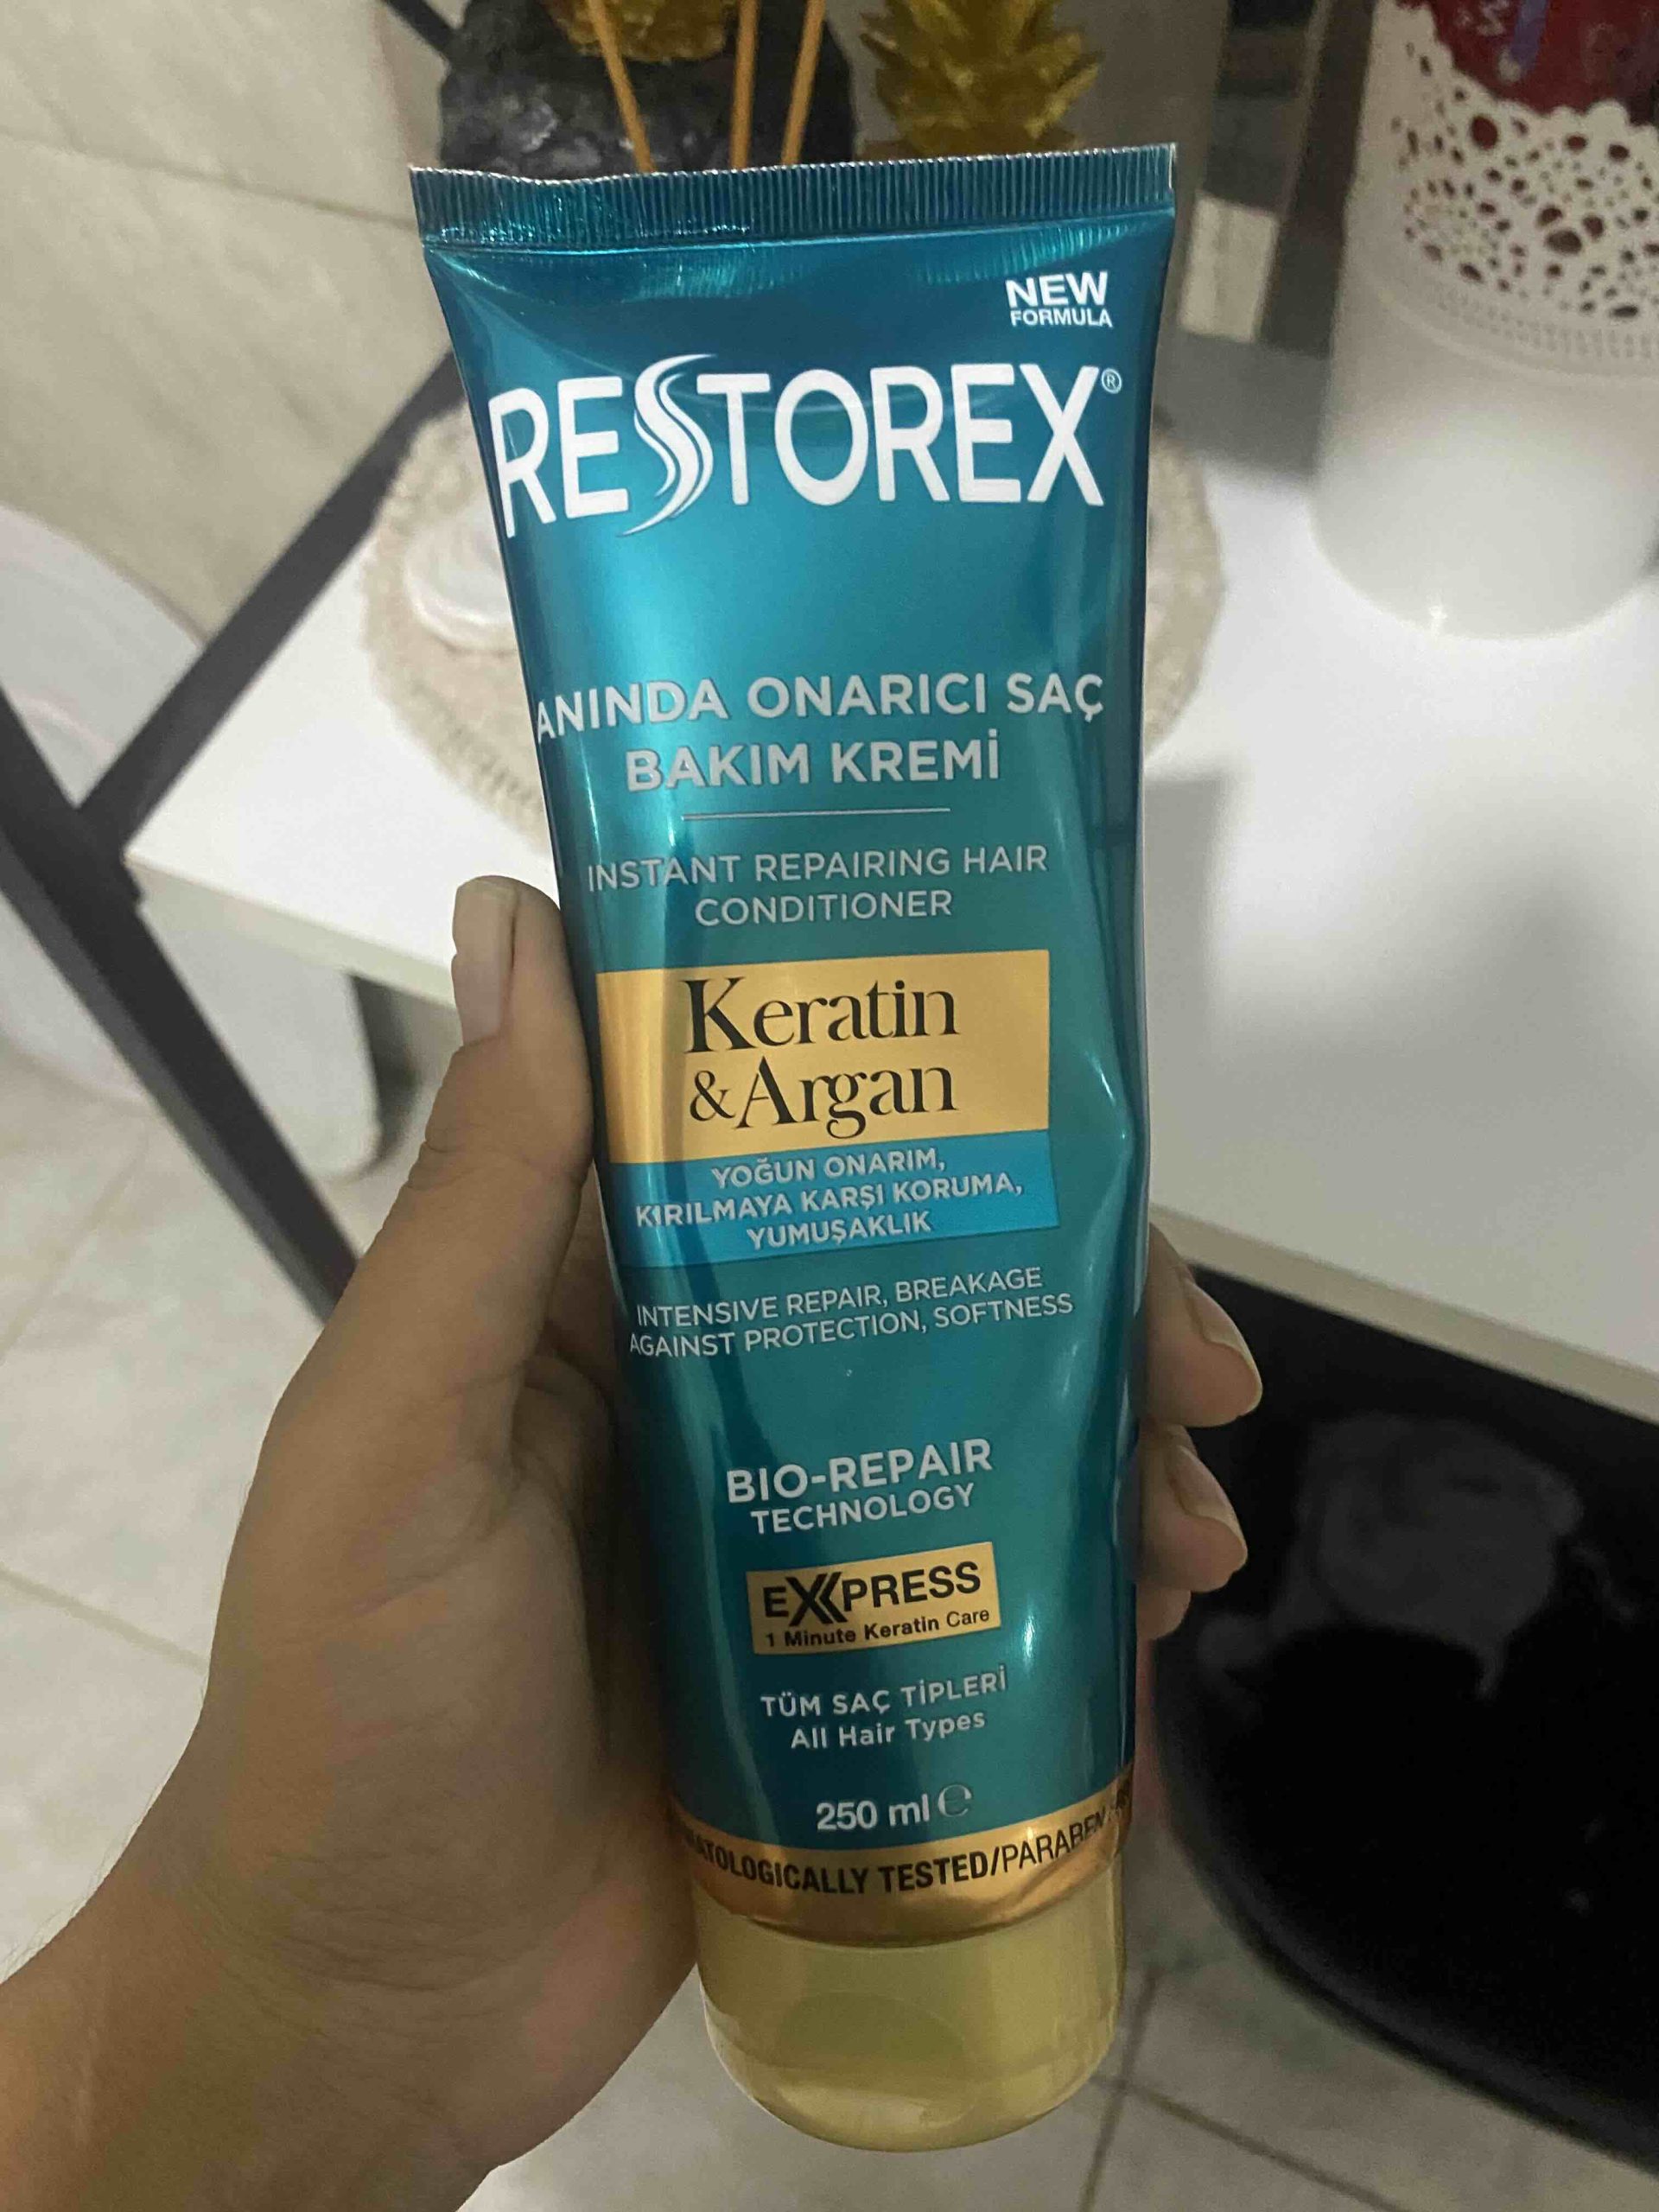 NEW
FORMULA
RESTOREX®
ANINDA ONARICI SAÇ
BAKIM KREMİ
INSTANT REPAIRING HAIR
CONDITIONER
Keratin
&Argan
YOĞUN ONARIM,
KIRILMAYA KARŞI KORUMA,
YUMUŞAKLIK
INTENSIVE REPAIR, BREAKAGE
AGAINST PROTECTION, SOFTNESS
BIO-REPAIR
TECHNOLOGY
EXPRESS
1 Minute Keratin Care
TÜM SAÇ TİPLERİ
All Hair Types
250 ml ℮
TESTED/PARABEN